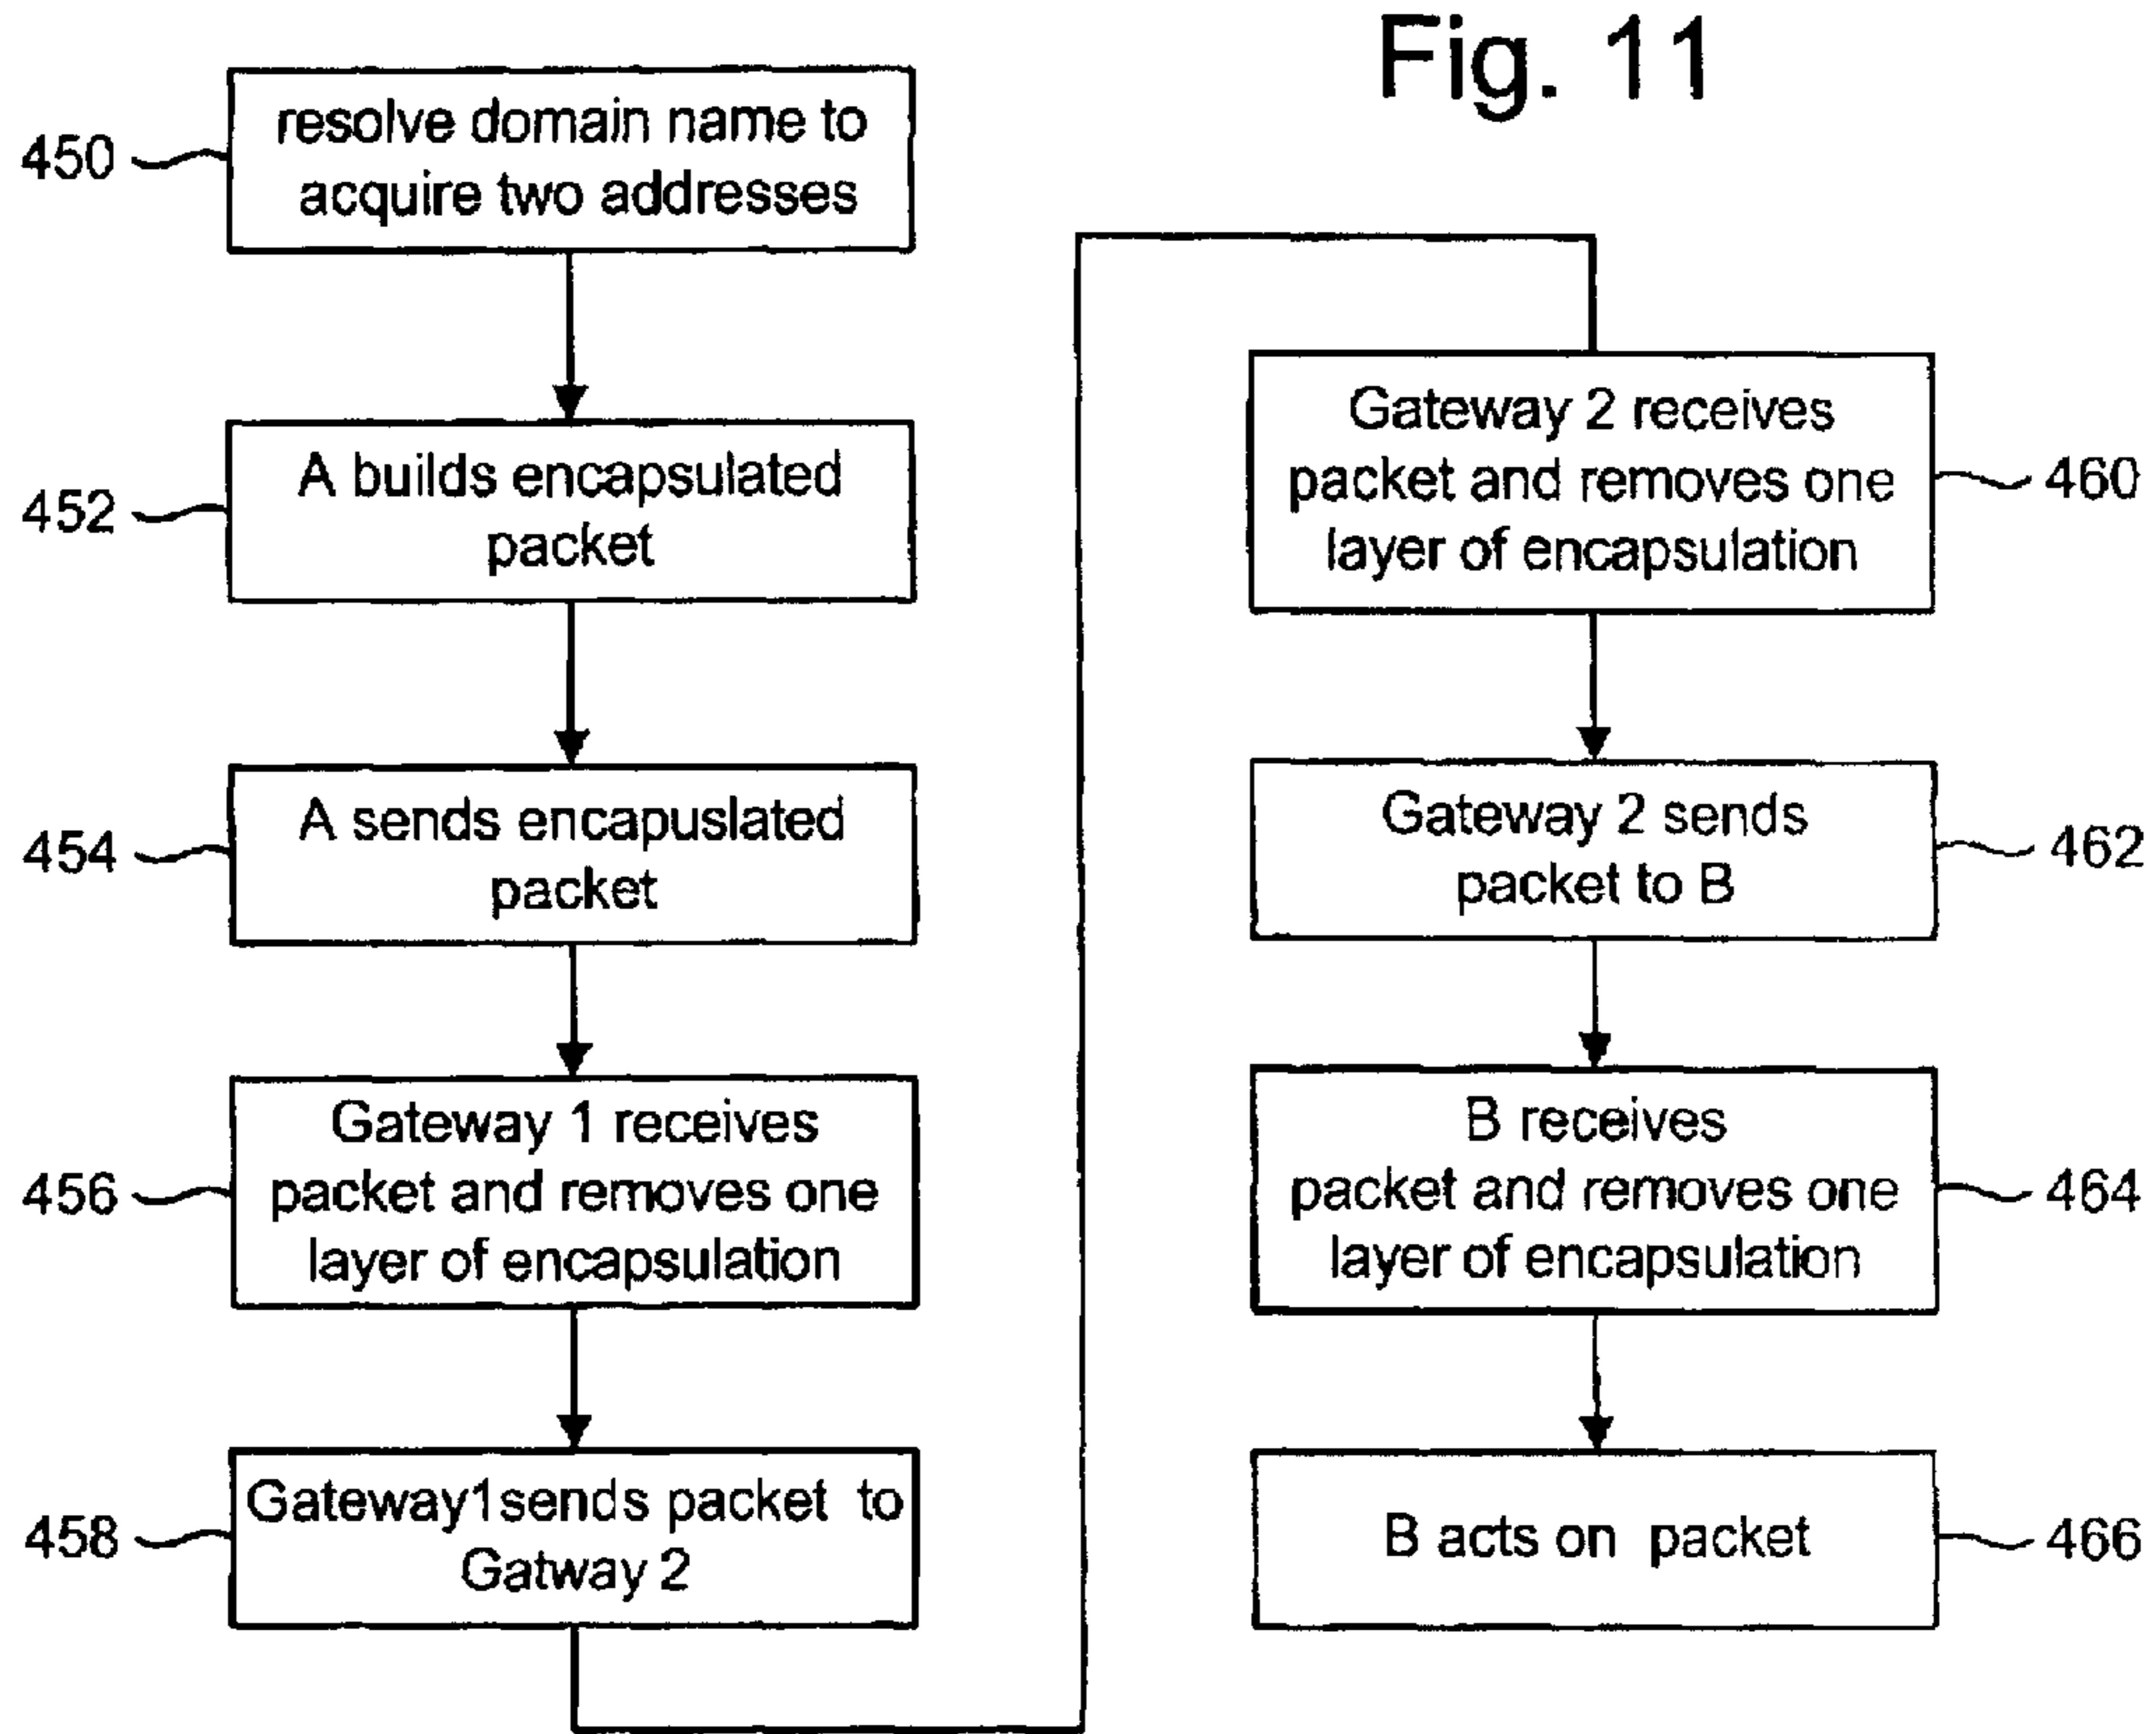 Fig. 11
450
resolve domain name to
acquire two addresses
452
A builds encapsulated
packet
454
A sends encapuslated
packet
456
Gateway 1 receives
packet and removes one
layer of encapsulation
458
Gateway1sends packet to
Gatway 2
Gateway 2 receives
packet and removes one
layer of encapsulation
460
Gateway 2 sends
packet to B
462
B receives
packet and removes one
layer of encapsulation
464
B acts on packet
466